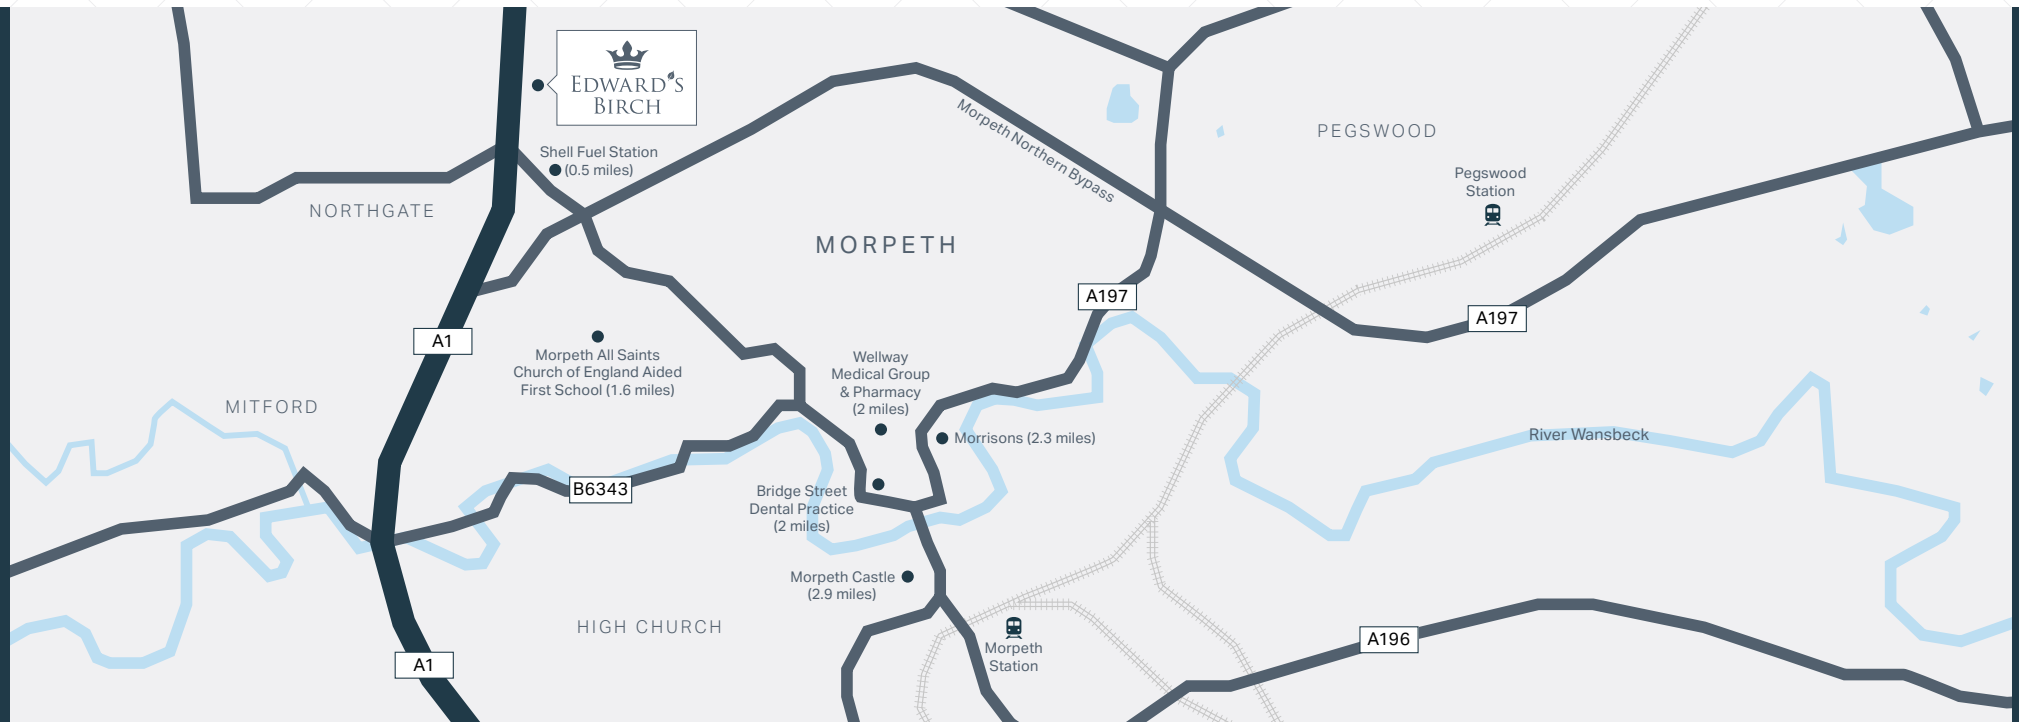 EDWARD'S
BIRCH
Shell Fuel Station
(0.5 miles)
Morpeth Northern Bypass
PEGSWOOD
Pegswood
Station
NORTHGATE
MORPETH
A197
A197
A1
Morpeth All Saints
Church of England Aided
First School (1.6 miles)
Wellway
Medical Group
& Pharmacy
(2 miles)
MITFORD
Morrisons (2.3 miles)
River Wansbeck
B6343
Bridge Street
Dental Practice
(2 miles)
Morpeth Castle
(2.9 miles)
HIGH CHURCH
Morpeth
Station
A196
A1